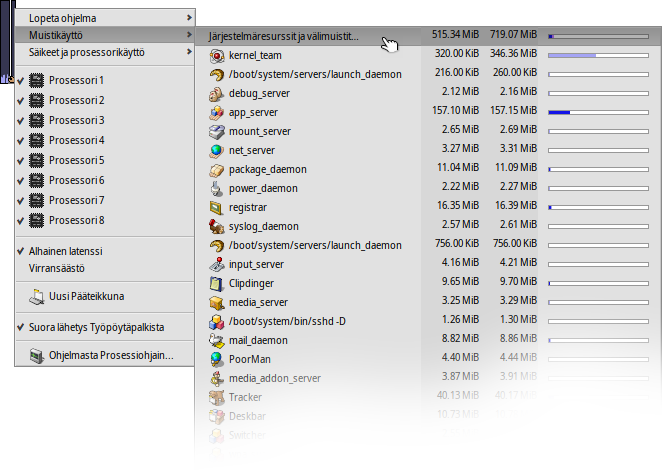 Lopeta ohjelma
Muistikäyttö
Säikeet ja prosessorikäyttö
Prosessori 1
Prosessori 2
Prosessori 3
Prosessori 4
Prosessori 5
Prosessori 6
Prosessori 7
Prosessori 8
Alhainen latenssi
Virransäästö
Uusi Pääteikkuna
Suora lähetys Työpöytäpalkista
Ohjelmasta Prosessiohjain...
Järjestelmäresurssit ja välimuistit... 515.34 MiB 719.07 MiB
kernel_team 320.00 KiB 346.36 MiB
/boot/system/servers/launch_daemon 216.00 KiB 260.00 KiB
debug_server 2.12 MiB 2.16 MiB
app_server 157.10 MiB 157.15 MiB
mount_server 2.65 MiB 2.69 MiB
net_server 3.27 MiB 3.31 MiB
package_daemon 11.04 MiB 11.09 MiB
power_daemon 2.22 MiB 2.27 MiB
registrar 16.35 MiB 16.39 MiB
syslog_daemon 2.57 MiB 2.61 MiB
/boot/system/servers/launch_daemon 756.00 KiB 756.00 KiB
input_server 4.16 MiB 4.21 MiB
Clipdinger 9.65 MiB 9.70 MiB
media_server 3.25 MiB 3.29 MiB
/boot/system/bin/sshd -D 1.26 MiB 1.30 MiB
mail_daemon 8.82 MiB 8.86 MiB
PoorMan 4.40 MiB 4.44 MiB
media_addon_server 3.87 MiB 3.91 MiB
Tracker 40.13 MiB 40.17 MiB
Deskbar 10.73 MiB
Switcher